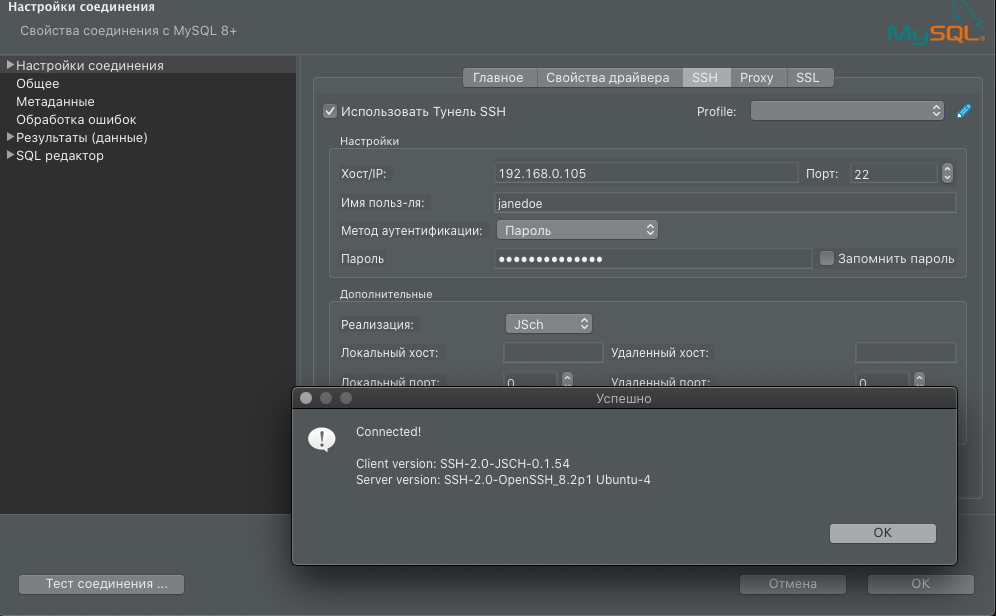 Настройки соединения
Свойства соединения с MySQL 8+
MySQL
Настройки соединения
Общее
Метаданные
Обработка ошибок
Результаты (данные)
SQL редактор
Главное Свойства драйвера SSH Proxy SSL
Использовать Тунель SSH Profile:
Настройки
Хост/IP: 192.168.0.105 Порт: 22
Имя польз-ля: janedoe
Метод аутентификации: Пароль
Пароль •••••••••••••• Запомнить пароль
Дополнительные
Реализация: JSch
Локальный хост: Удаленный хост:
Локальный порт: 0 Удаленный порт: 0
Успешно
Connected!
Client version: SSH-2.0-JSCH-0.1.54
Server version: SSH-2.0-OpenSSH_8.2p1 Ubuntu-4
OK
Тест соединения ... Отмена OK